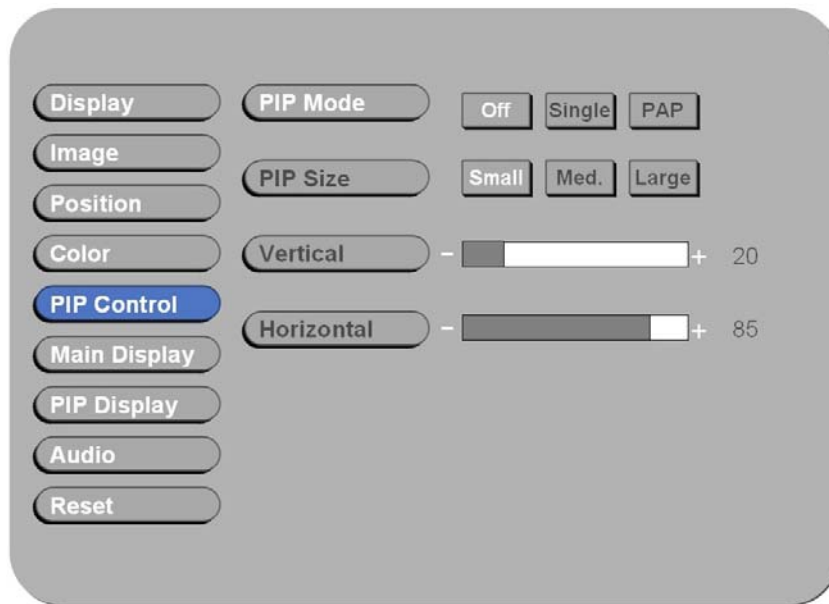 Display
Image
Position
Color
PIP Control
Main Display
PIP Display
Audio
Reset
PIP Mode Off Single PAP
PIP Size Small Med. Large
Vertical - + 20
Horizontal - + 85